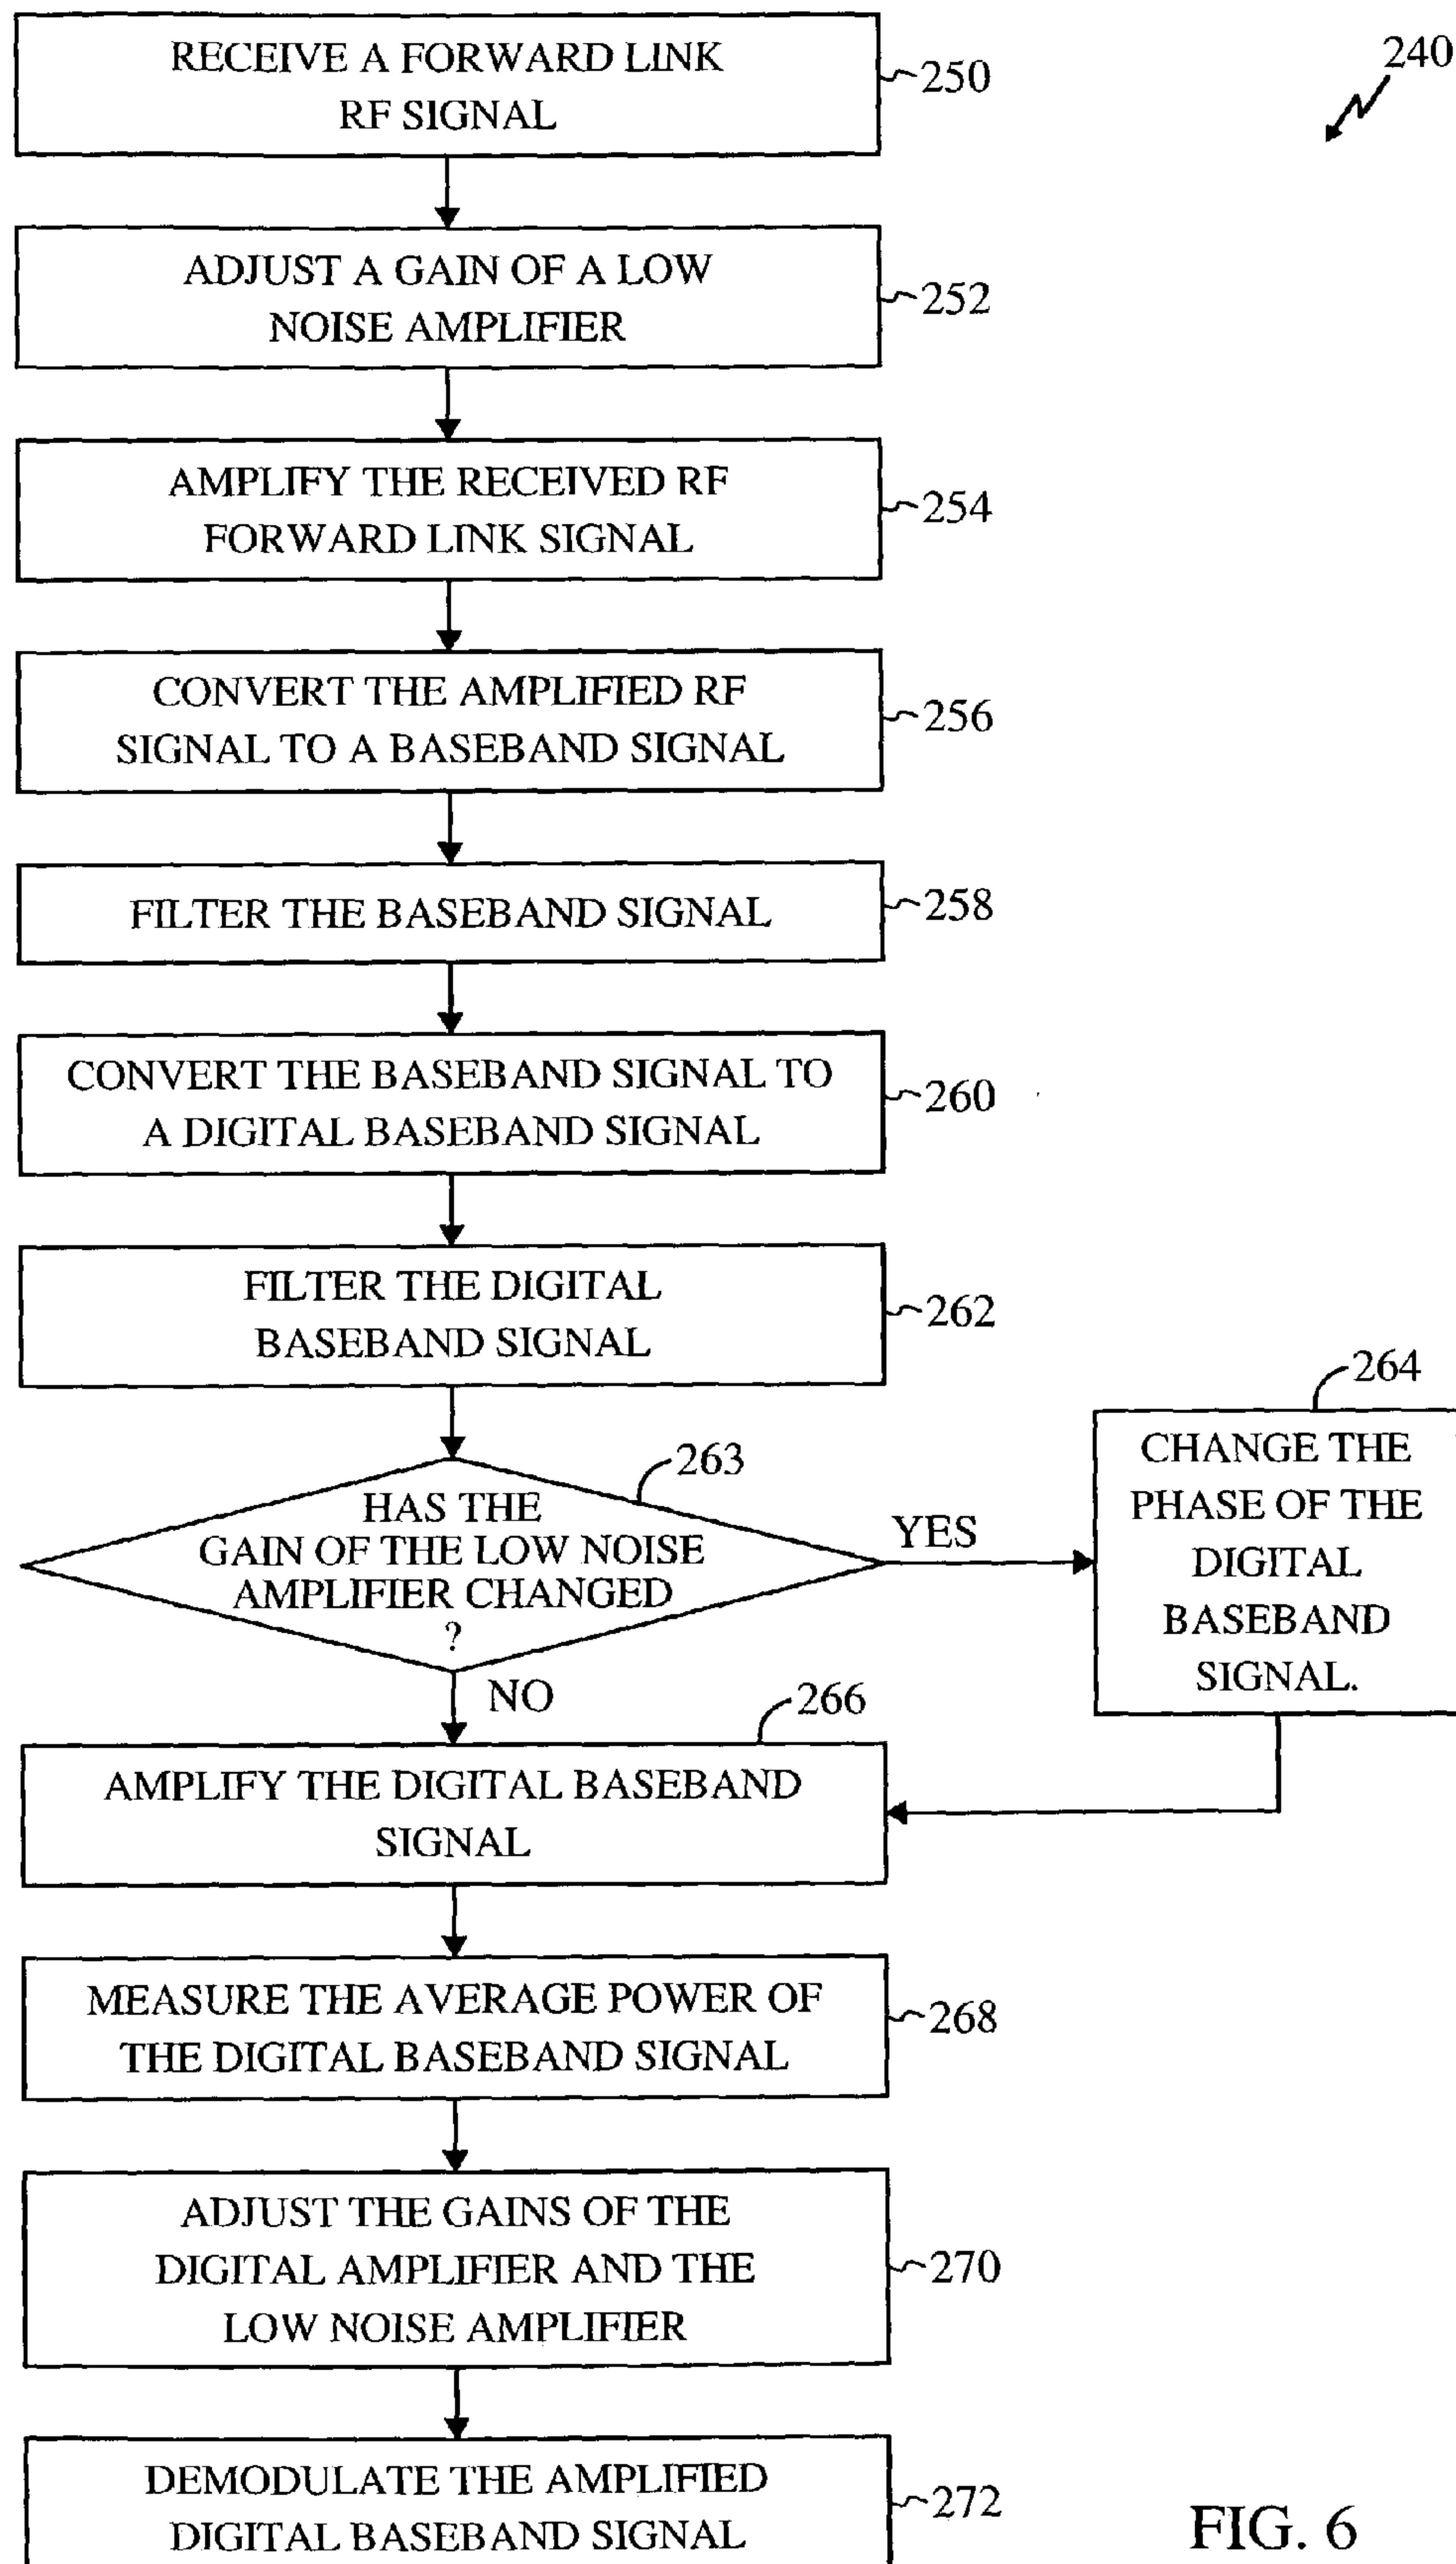 RECEIVE A FORWARD LINK
RF SIGNAL
250
240
ADJUST A GAIN OF A LOW
NOISE AMPLIFIER
252
AMPLIFY THE RECEIVED RF
FORWARD LINK SIGNAL
254
CONVERT THE AMPLIFIED RF
SIGNAL TO A BASEBAND SIGNAL
256
FILTER THE BASEBAND SIGNAL
258
CONVERT THE BASEBAND SIGNAL TO
A DIGITAL BASEBAND SIGNAL
260
FILTER THE DIGITAL
BASEBAND SIGNAL
262
263
HAS THE
GAIN OF THE LOW NOISE
AMPLIFIER CHANGED
?
YES
NO
264
CHANGE THE
PHASE OF THE
DIGITAL
BASEBAND
SIGNAL.
266
AMPLIFY THE DIGITAL BASEBAND
SIGNAL
MEASURE THE AVERAGE POWER OF
THE DIGITAL BASEBAND SIGNAL
268
ADJUST THE GAINS OF THE
DIGITAL AMPLIFIER AND THE
LOW NOISE AMPLIFIER
270
DEMODULATE THE AMPLIFIED
DIGITAL BASEBAND SIGNAL
272
FIG. 6